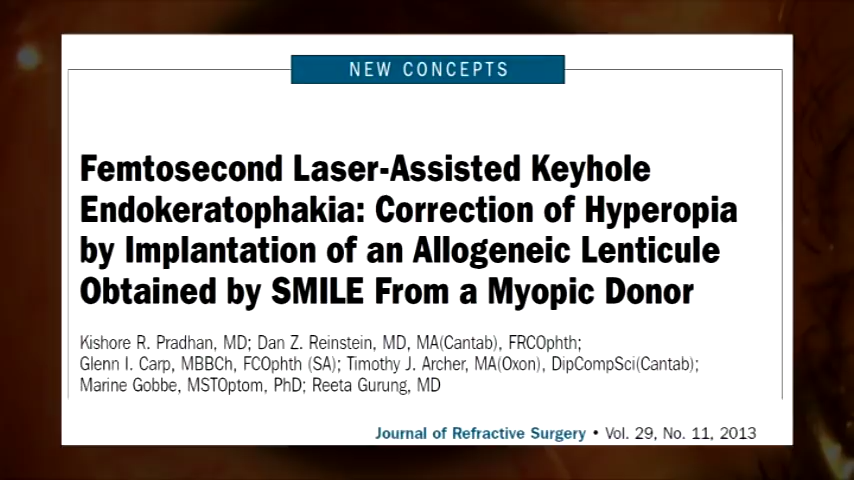 NEW CONCEPTS
Femtosecond Laser-Assisted Keyhole
Endokeratophakia: Correction of Hyperopia
by Implantation of an Allogeneic Lenticule
Obtained by SMILE From a Myopic Donor
Kishore R. Pradhan, MD; Dan Z. Reinstein, MD, MA(Cantab), FRCOphth;
Glenn I. Carp, MBBCh, FCOphth (SA); Timothy J. Archer, MA(Oxon), DipCompSci(Cantab);
Marine Gobbe, MSTOptom, PhD; Reeta Gurung, MD
Journal of Refractive Surgery • Vol. 29, No. 11, 2013